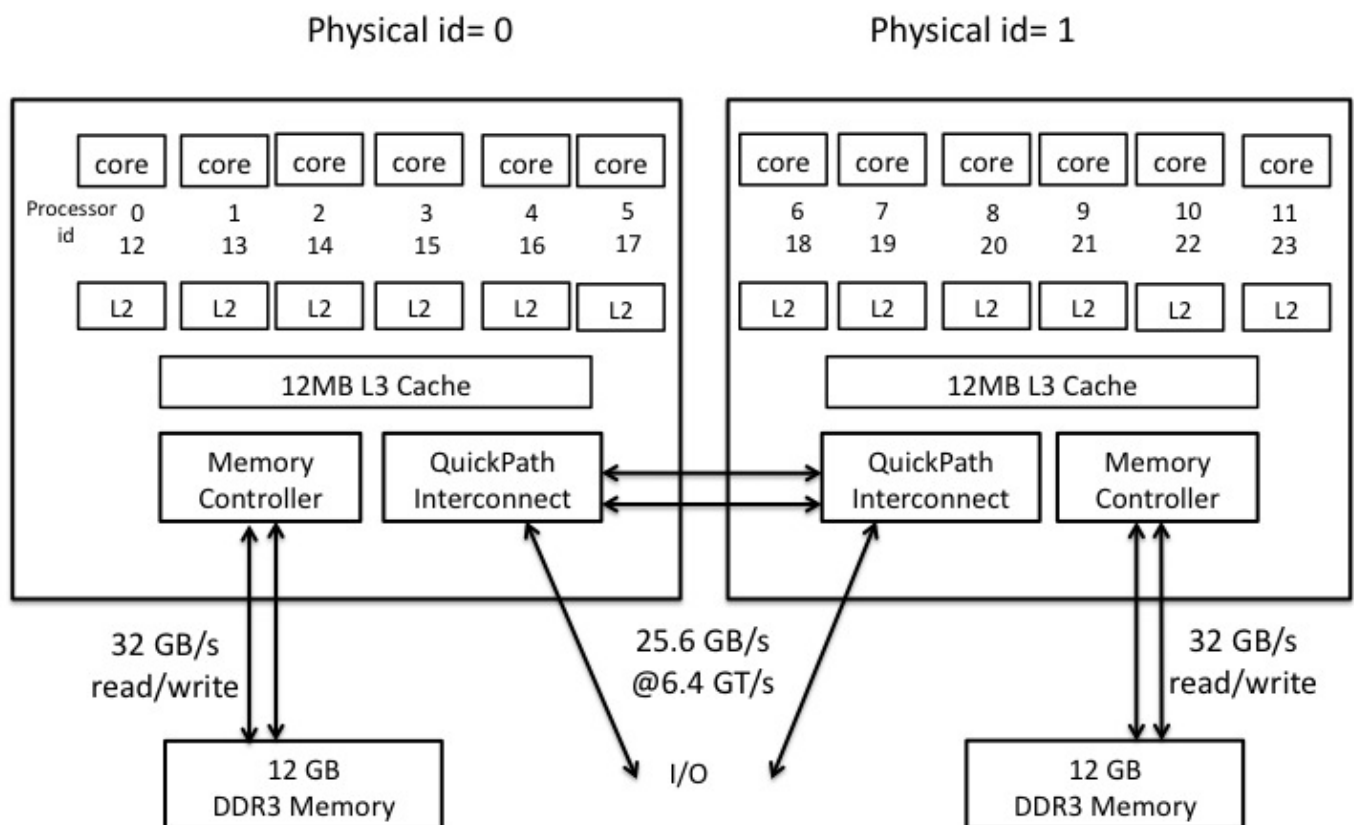 Physical id= 0
Physical id= 1
core core core core core core
core core core core core core
Processor 0 1 2 3 4 5
id 12 13 14 15 16 17
6 7 8 9 10 11
18 19 20 21 22 23
L2 L2 L2 L2 L2 L2
L2 L2 L2 L2 L2 L2
12MB L3 Cache
12MB L3 Cache
Memory
Controller
QuickPath
Interconnect
QuickPath
Interconnect
Memory
Controller
32 GB/s
read/write
25.6 GB/s
@6.4 GT/s
32 GB/s
read/write
12 GB
DDR3 Memory
I/O
12 GB
DDR3 Memory